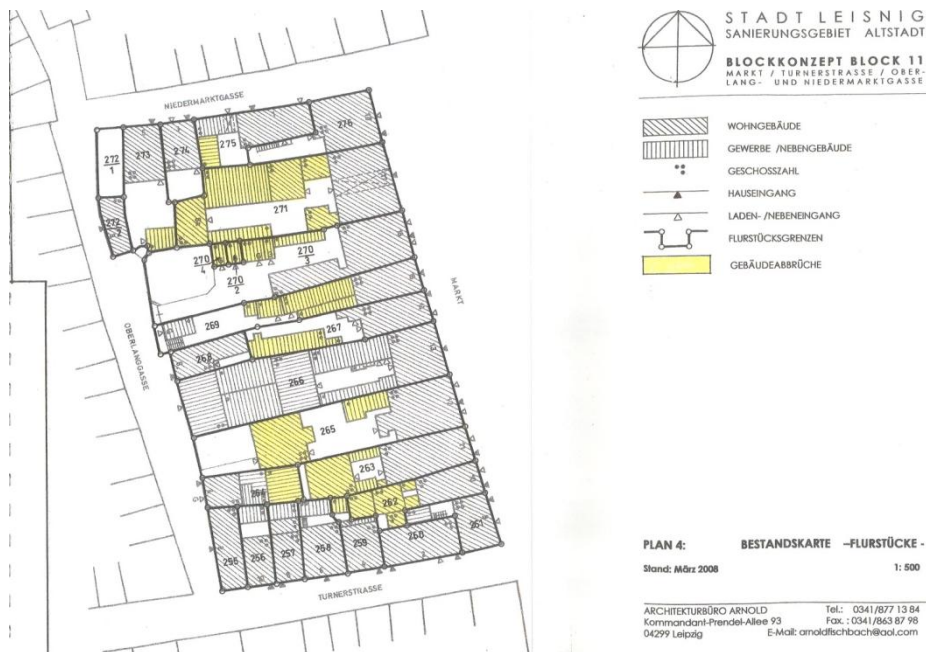 STADT LEISNIG
SANIERUNGSGEBIET ALTSTADT
BLOCKKONZEPT BLOCK 11
MARKT / TURNERSTRASSE / OBER-
LANG- UND NIEDERMARKTGASSE
WOHNGEBÄUDE
GEWERBE /NEBENGEBÄUDE
GESCHOSSZAHL
HAUSEINGANG
LADEN- /NEBENEINGANG
FLURSTÜCKSGRENZEN
GEBÄUDEABBRÜCHE
NIEDERMARKTGASSE
276
275
274
273
272
1
272
271
270
4
270
3
270
2
MARKT
OBERLANGGASSE
269
267
268
266
265
263
264
262
255
256
257
258
259
260
261
TURNERSTRASSE
PLAN 4: BESTANDSKARTE –FLURSTÜCKE -
Stand: März 2008 1: 500
ARCHITEKTURBÜRO ARNOLD Tel.: 0341/877 13 84
Kommandant-Prendel-Allee 93 Fax. : 0341/863 87 98
04299 Leipzig E-Mail: arnoldfischbach@aol.com